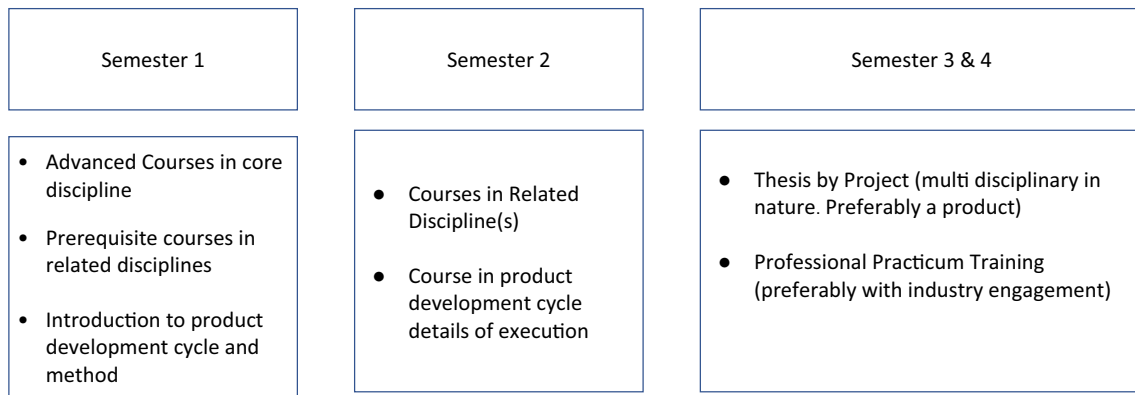 Semester 1
Semester 2
Semester 3 & 4
• Advanced Courses in core
discipline
• Prerequisite courses in
related disciplines
• Introduction to product
development cycle and
method
● Courses in Related
Discipline(s)
● Course in product
development cycle
details of execution
● Thesis by Project (multi disciplinary in
nature. Preferably a product)
● Professional Practicum Training
(preferably with industry engagement)